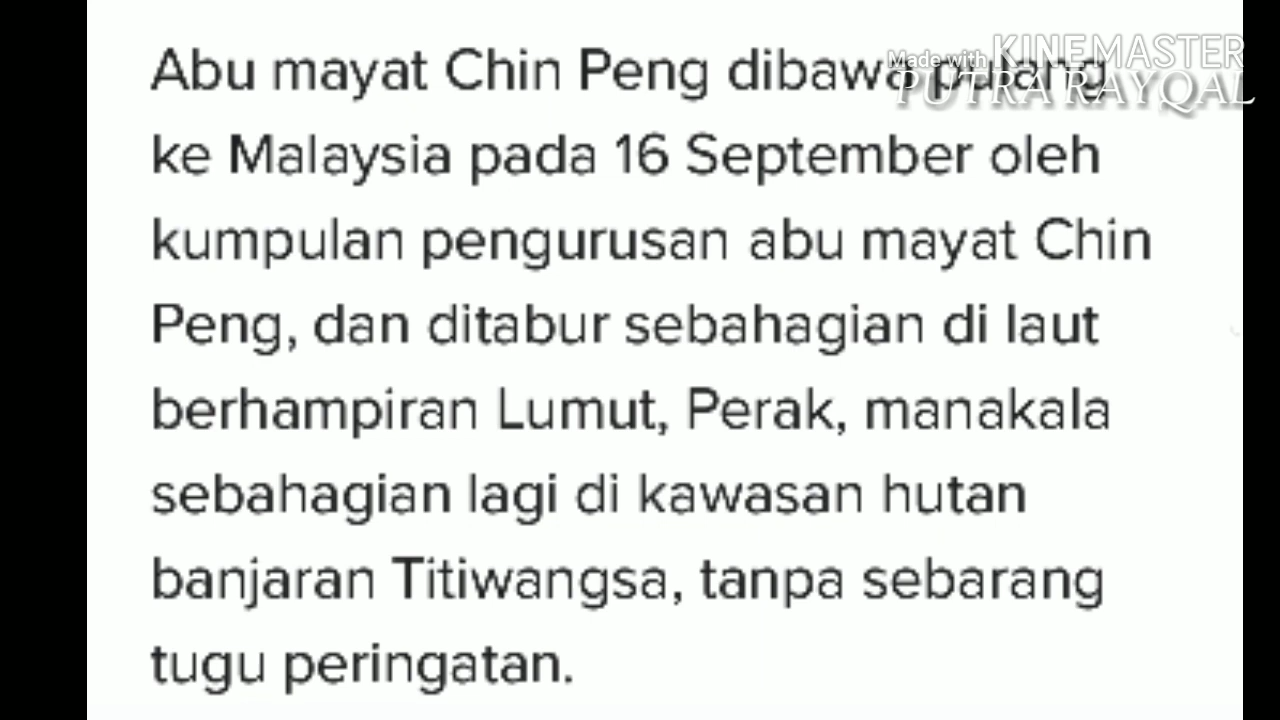 Abu mayat Chin Peng dibawa pulang
ke Malaysia pada 16 September oleh
kumpulan pengurusan abu mayat Chin
Peng, dan ditabur sebahagian di laut
berhampiran Lumut, Perak, manakala
sebahagian lagi di kawasan hutan
banjaran Titiwangsa, tanpa sebarang
tugu peringatan.
Made with KINEMASTER
PUTRA RAYQAL